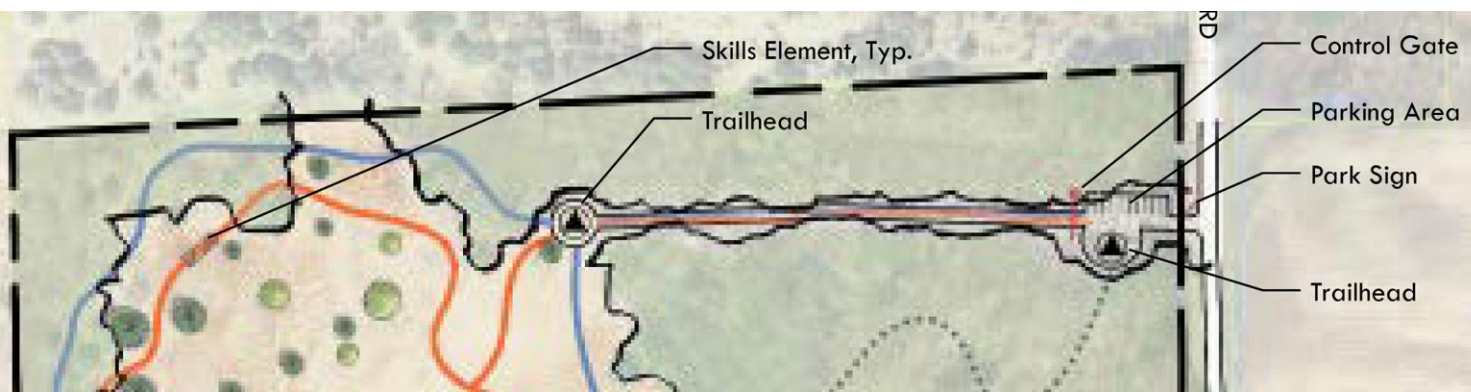 RD
Skills Element, Typ.
Control Gate
Trailhead
Parking Area
Park Sign
Trailhead